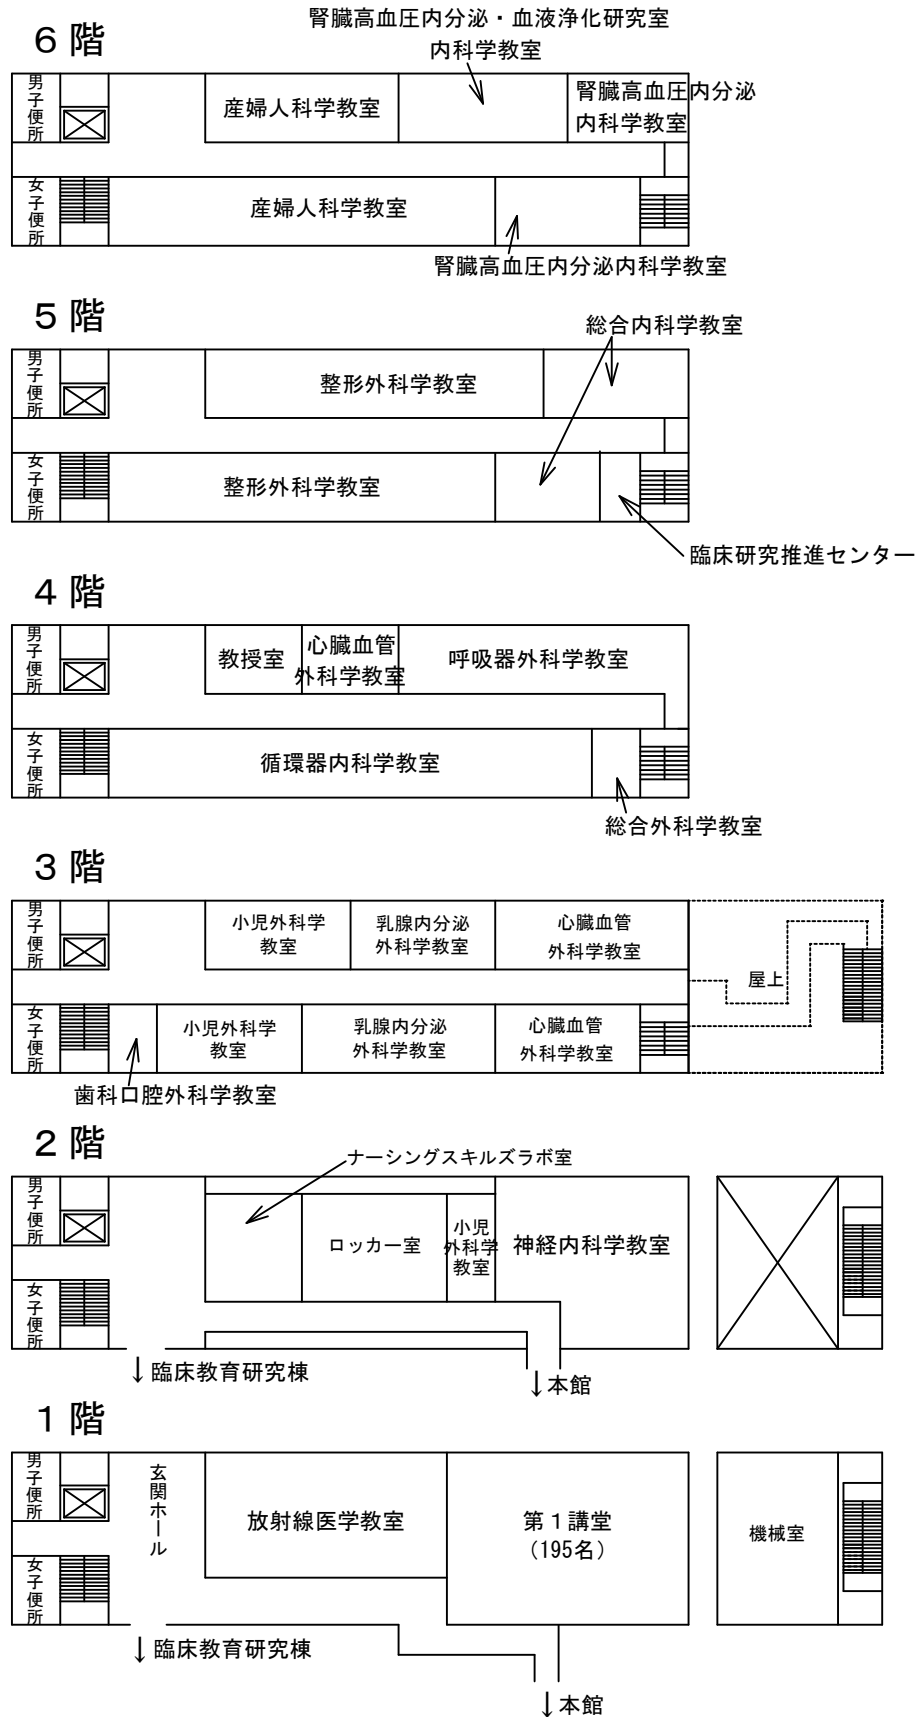 ６階
腎臓高血圧内分泌・血液浄化研究室
内科学教室
男子便所
産婦人科学教室
腎臓高血圧内分泌
内科学教室
女子便所
産婦人科学教室
腎臓高血圧内分泌内科学教室
５階
総合内科学教室
男子便所
整形外科学教室
女子便所
整形外科学教室
臨床研究推進センター
４階
男子便所
教授室
心臓血管
外科学教室
呼吸器外科学教室
女子便所
循環器内科学教室
総合外科学教室
３階
男子便所
小児外科学
教室
乳腺内分泌
外科学教室
心臓血管
外科学教室
屋上
女子便所
小児外科学
教室
乳腺内分泌
外科学教室
心臓血管
外科学教室
歯科口腔外科学教室
２階
ナーシングスキルズラボ室
男子便所
ロッカー室
小児
外科学
教室
神経内科学教室
女子便所
↓臨床教育研究棟
↓本館
１階
男子便所
玄関ホール
放射線医学教室
第１講堂
（195名）
機械室
女子便所
↓臨床教育研究棟
↓本館